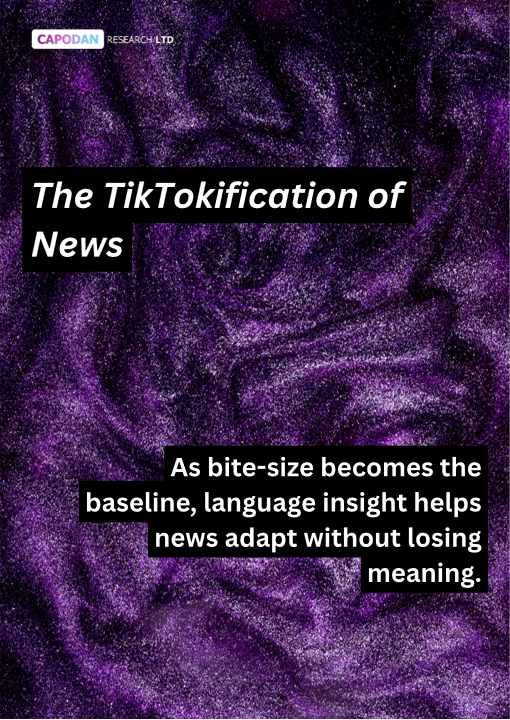 CAPODAN RESEARCH LTD
The TikTokification of
News
As bite-size becomes the
baseline, language insight helps
news adapt without losing
meaning.